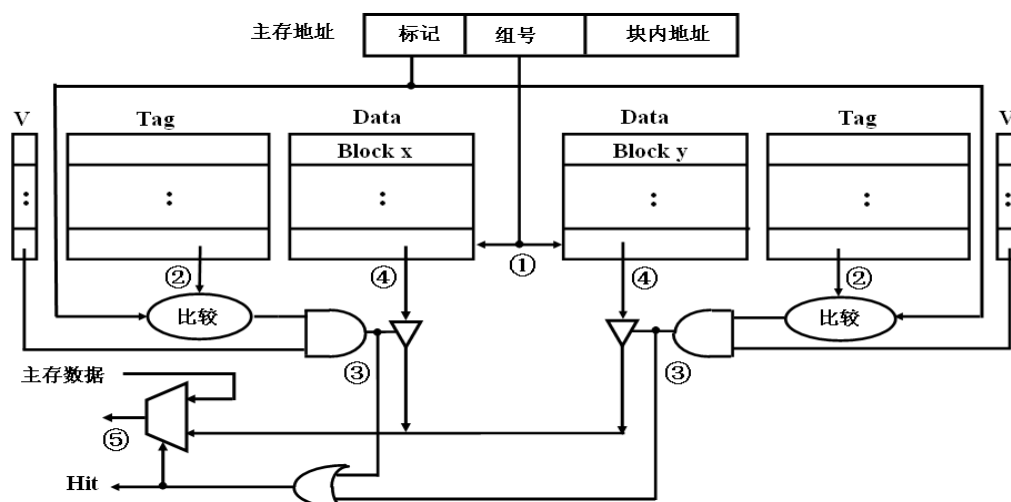 主存地址 标记 组号 块内地址
V Tag Data Data Tag V
Block x Block y
: : : : : :
① 
② ④ ④ ②
比较 比较
③ ③
主存数据
⑤
Hit